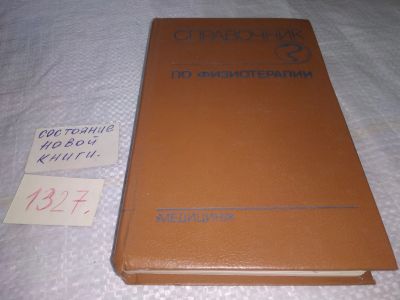 СПРАВОЧНИК
ПО ФИЗИОТЕРАПИИ
«МЕДИЦИНА»
СОСТОЯНИЕ
НОВОЙ
КНИГИ.
1327.